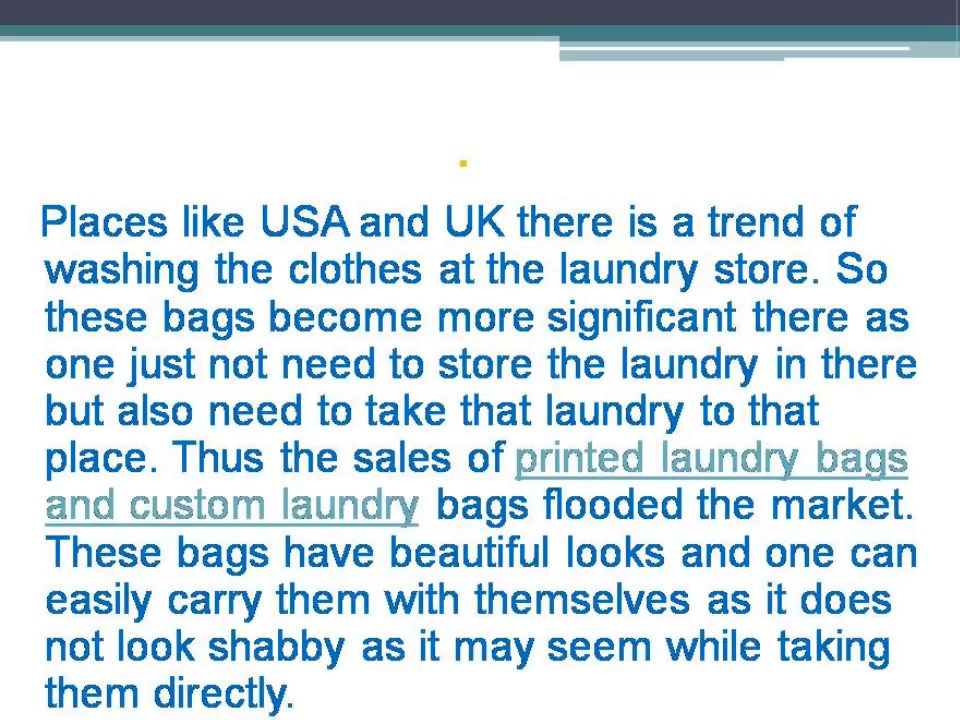 .
Places like USA and UK there is a trend of
washing the clothes at the laundry store. So
these bags become more significant there as
one just not need to store the laundry in there
but also need to take that laundry to that
place. Thus the sales of printed laundry bags
and custom laundry bags flooded the market.
These bags have beautiful looks and one can
easily carry them with themselves as it does
not look shabby as it may seem while taking
them directly.